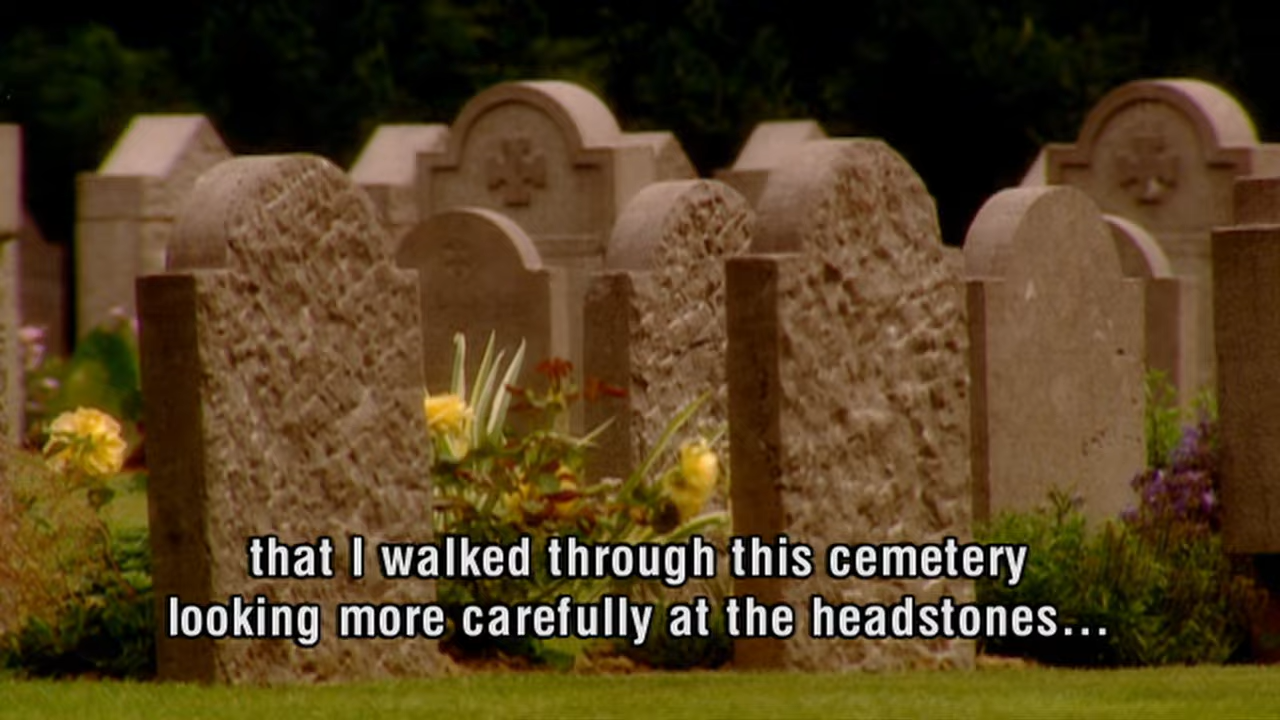 that I walked through this cemetery
looking more carefully at the headstones...